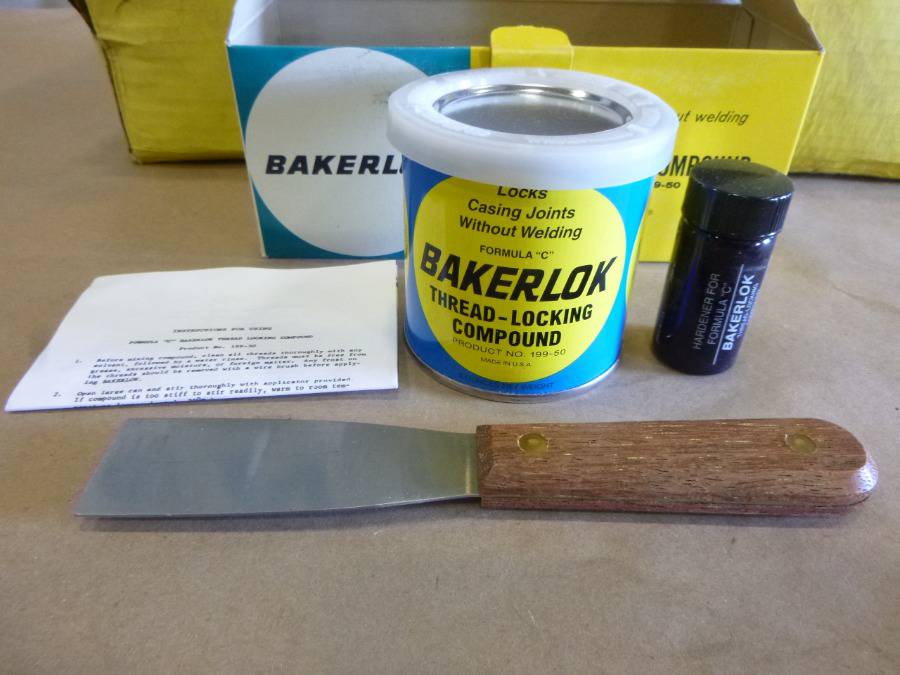 BAKERL
ut welding
OMPOUND
9-50
LOCKS
Casing Joints
Without Welding
FORMULA "C"
BAKERLOK
THREAD-LOCKING
COMPOUND
PRODUCT NO. 199-50
MADE IN U.S.A.
NET WEIGHT
HARDENER FOR
FORMULA "C"
BAKERLOK
INSTRUCTIONS FOR USING
FORMULA "C" BAKERLOK THREAD LOCKING COMPOUND
Product No. 199-50
1. Before mixing compound, clean all threads thoroughly with any
solvent, followed by a water rinse. Threads must be free from
grease, excessive moisture, or foreign matter. Any frost on
the threads should be removed with a wire brush before apply-
ing BAKERLOK.
2. Open large can and stir thoroughly with applicator provided.
If compound is too stiff to stir readily, warm to room tem-